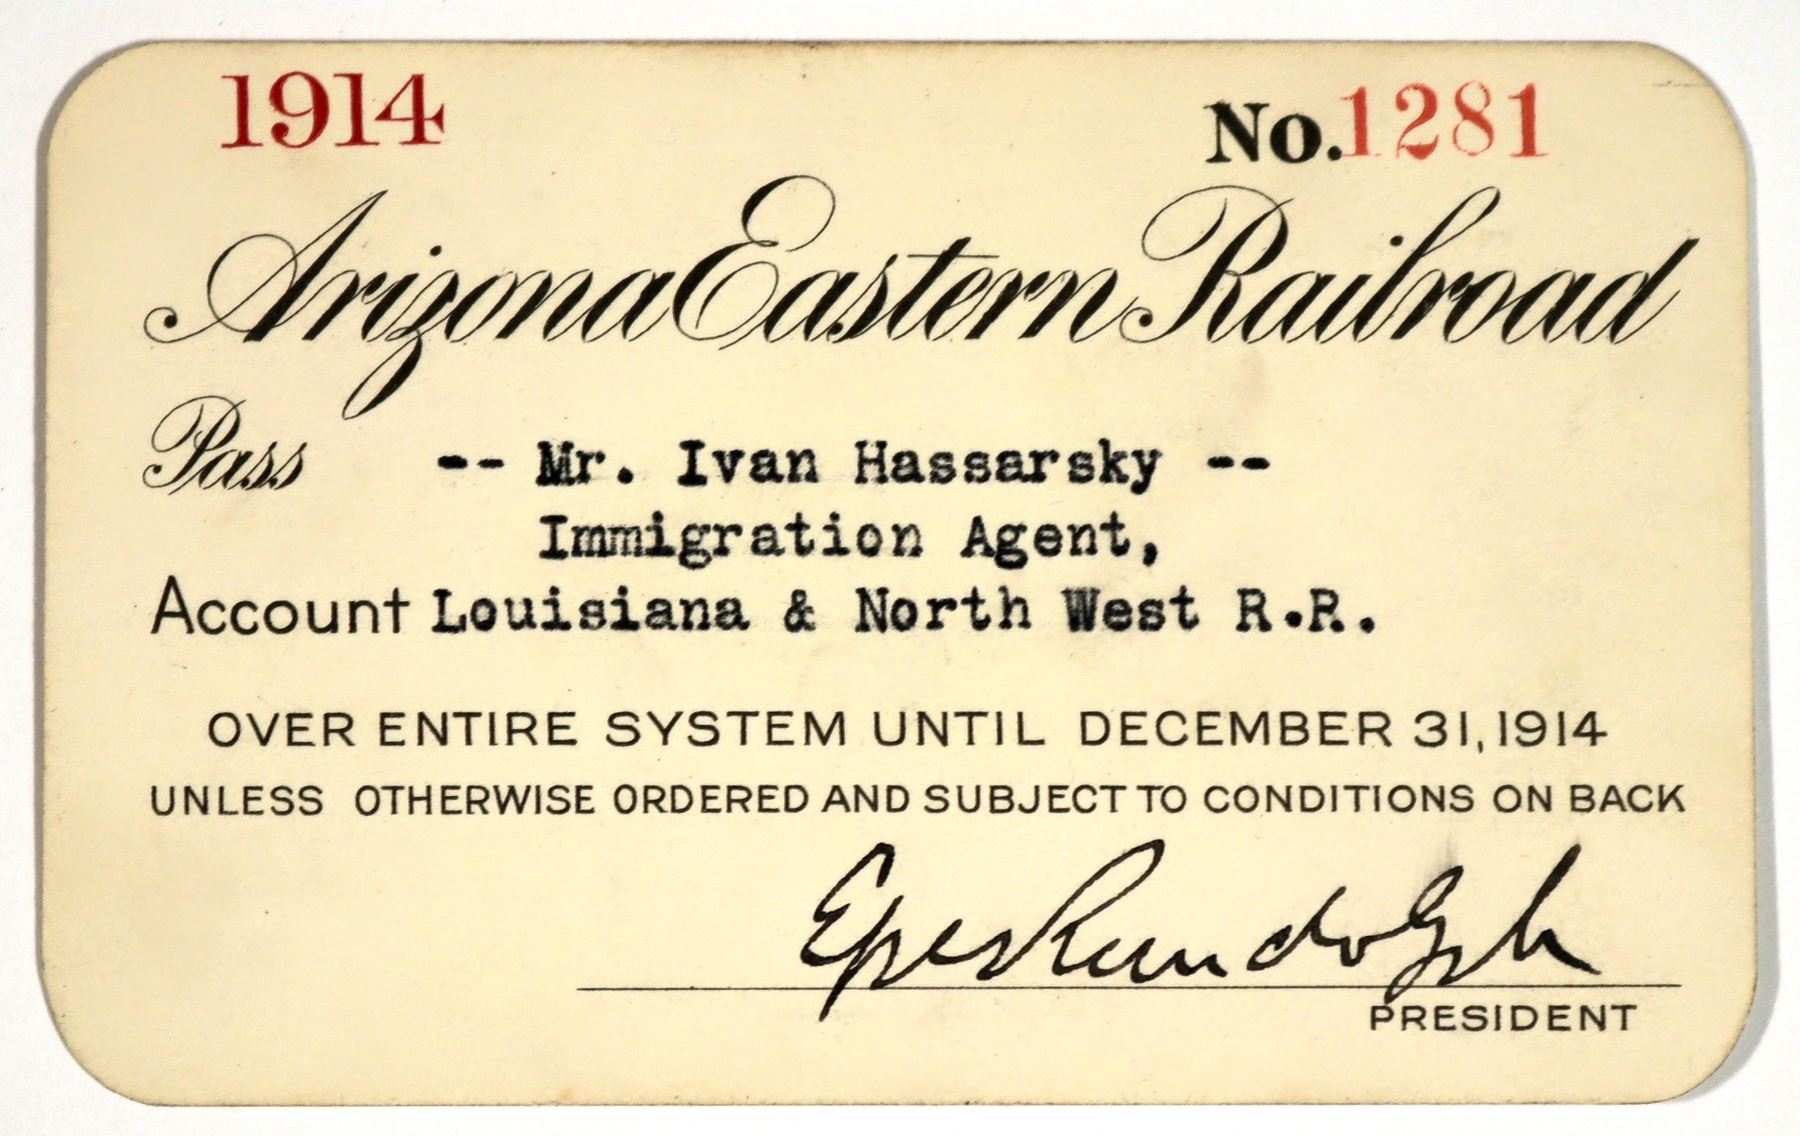 1914 No.1281
Arizona Eastern Railroad
Pass -- Mr. Ivan Hassarsky --
Immigration Agent,
Account Louisiana & North West R.R.
OVER ENTIRE SYSTEM UNTIL DECEMBER 31, 1914
UNLESS OTHERWISE ORDERED AND SUBJECT TO CONDITIONS ON BACK
Epes Randolph
PRESIDENT